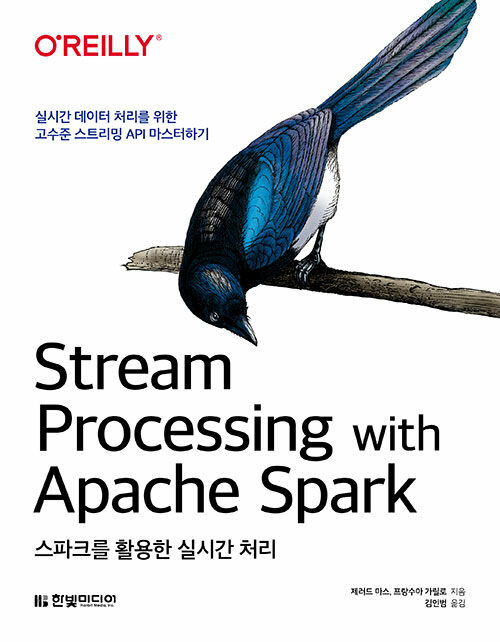 O'REILLY®
실시간 데이터 처리를 위한
고수준 스트리밍 API 마스터하기
Stream
Processing with
Apache Spark
스파크를 활용한 실시간 처리
제러드 마스, 프랑수아 가릴로 지음
김인범 옮김
한빛미디어
Hanbit Media, Inc.